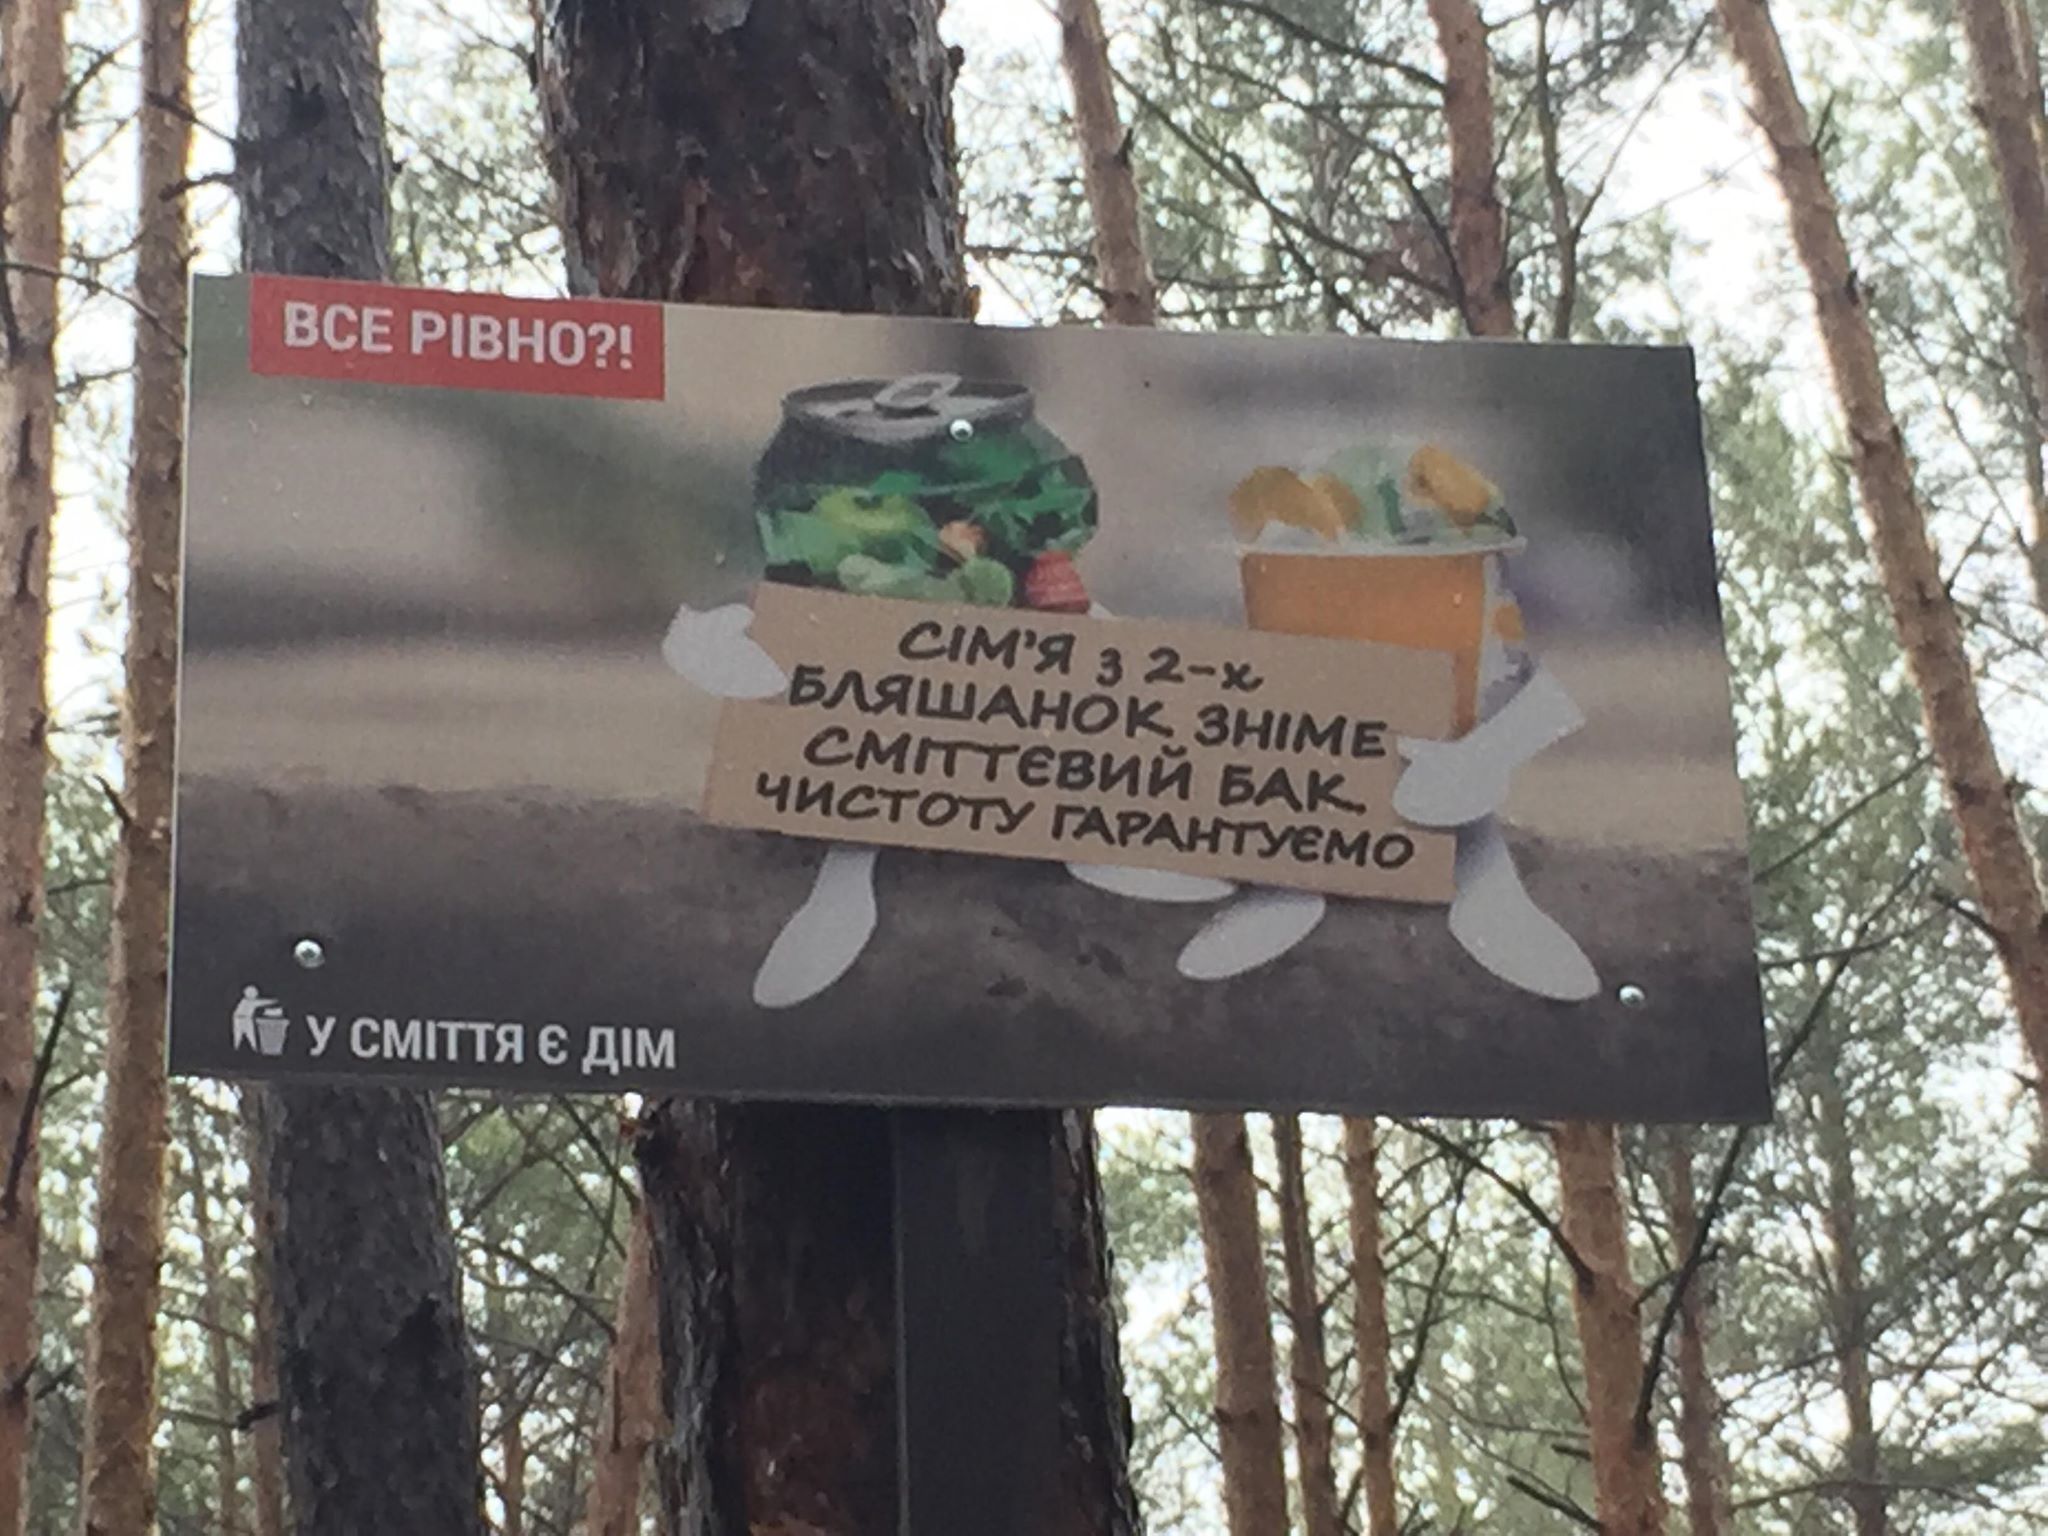 ВСЕ РІВНО?!
СІМ'Я з 2-х
БЛЯШАНОК ЗНІМЕ
СМІТТЄВИЙ БАК
ЧИСТОТУ ГАРАНТУЄМО
У СМІТТЯ Є ДІМ